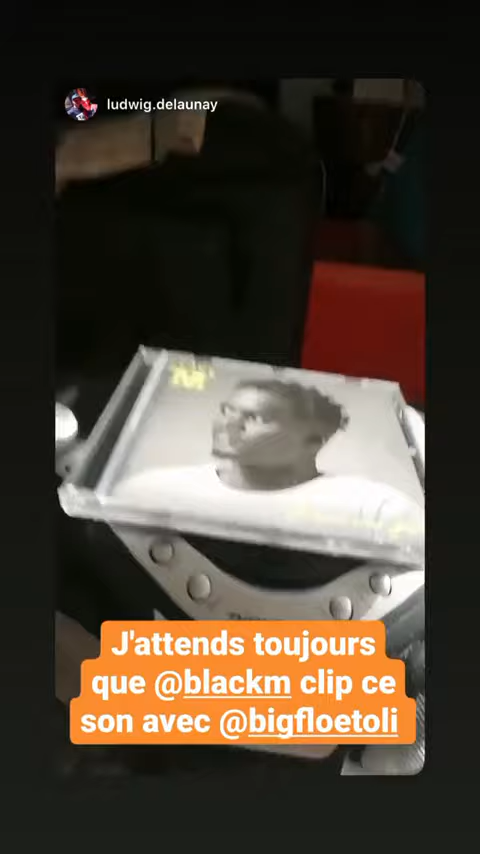 ludwig.delaunay
M
J'attends toujours
que @blackm clip ce
son avec @bigfloetoli